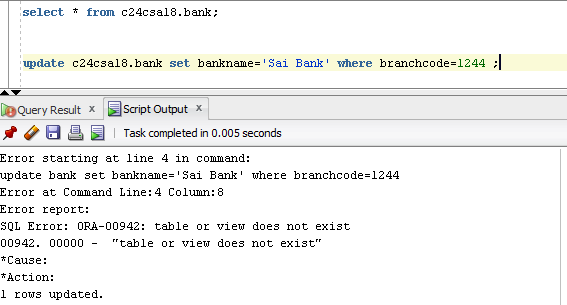 select * from c24csa18.bank;
update c24csa18.bank set bankname='Sai Bank' where branchcode=1244 ;
Query Result x Script Output x
Task completed in 0.005 seconds
Error starting at line 4 in command:
update bank set bankname='Sai Bank' where branchcode=1244
Error at Command Line:4 Column:8
Error report:
SQL Error: ORA-00942: table or view does not exist
00942. 00000 -  "table or view does not exist"
*Cause:
*Action:
1 rows updated.